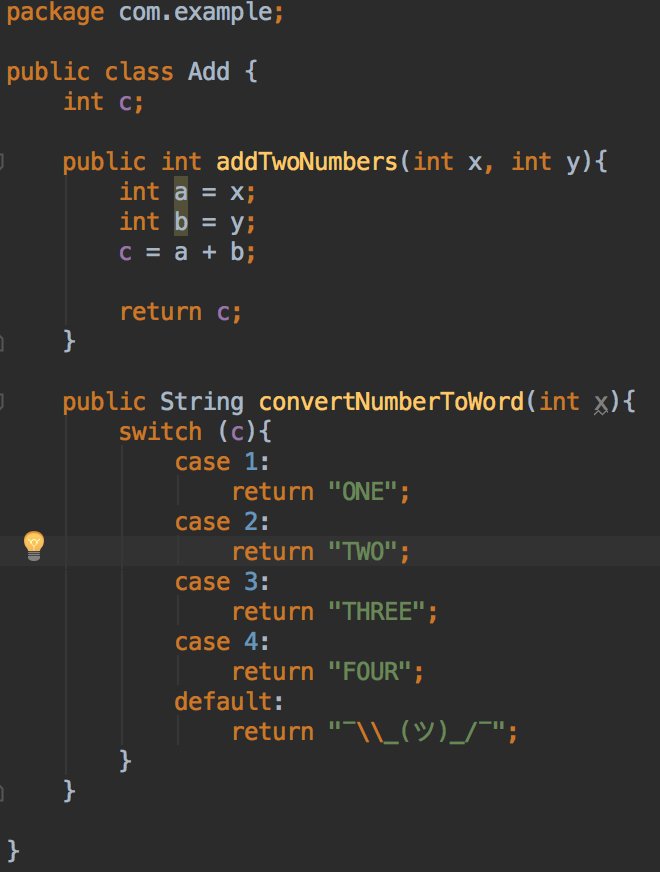 package com.example;

public class Add {
    int c;

    public int addTwoNumbers(int x, int y){
        int a = x;
        int b = y;
        c = a + b;

        return c;
    }

    public String convertNumberToWord(int x){
        switch (c){
            case 1:
                return "ONE";
            case 2:
                return "TWO";
            case 3:
                return "THREE";
            case 4:
                return "FOUR";
            default:
                return "¯\\_(ツ)_/¯";
        }
    }

}